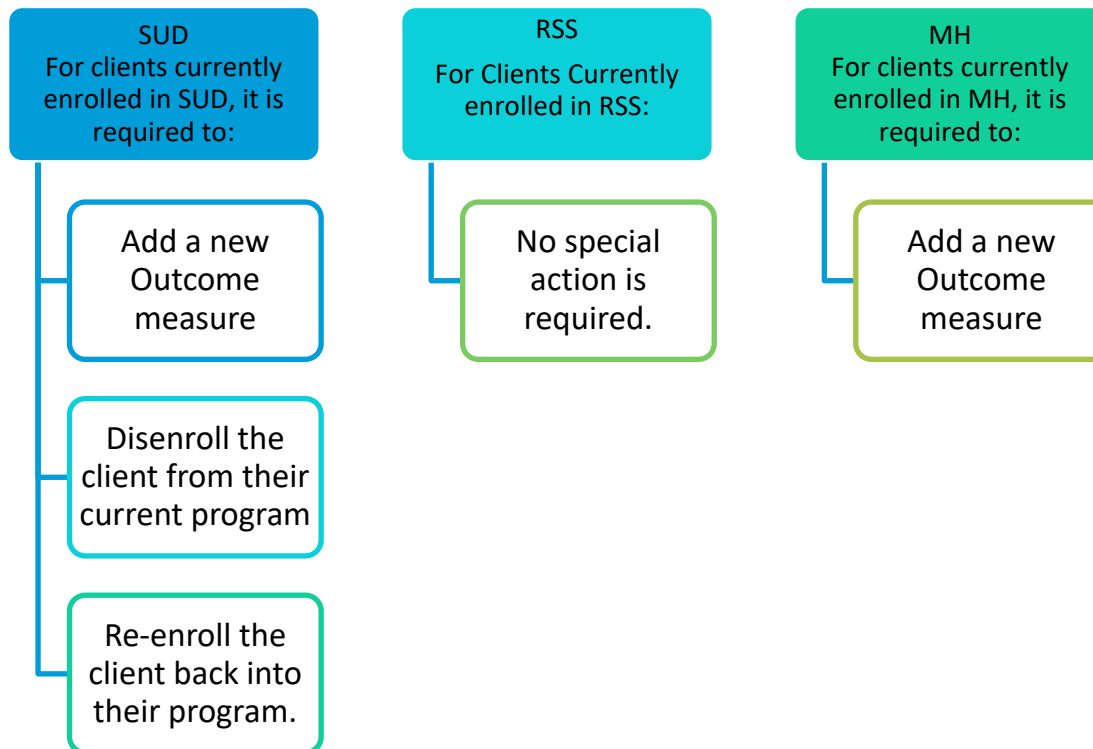 SUD
For clients currently
enrolled in SUD, it is
required to:
Add a new
Outcome
measure
Disenroll the
client from their
current program
Re-enroll the
client back into
their program.
RSS
For Clients Currently
enrolled in RSS:
No special
action is
required.
MH
For clients currently
enrolled in MH, it is
required to:
Add a new
Outcome
measure